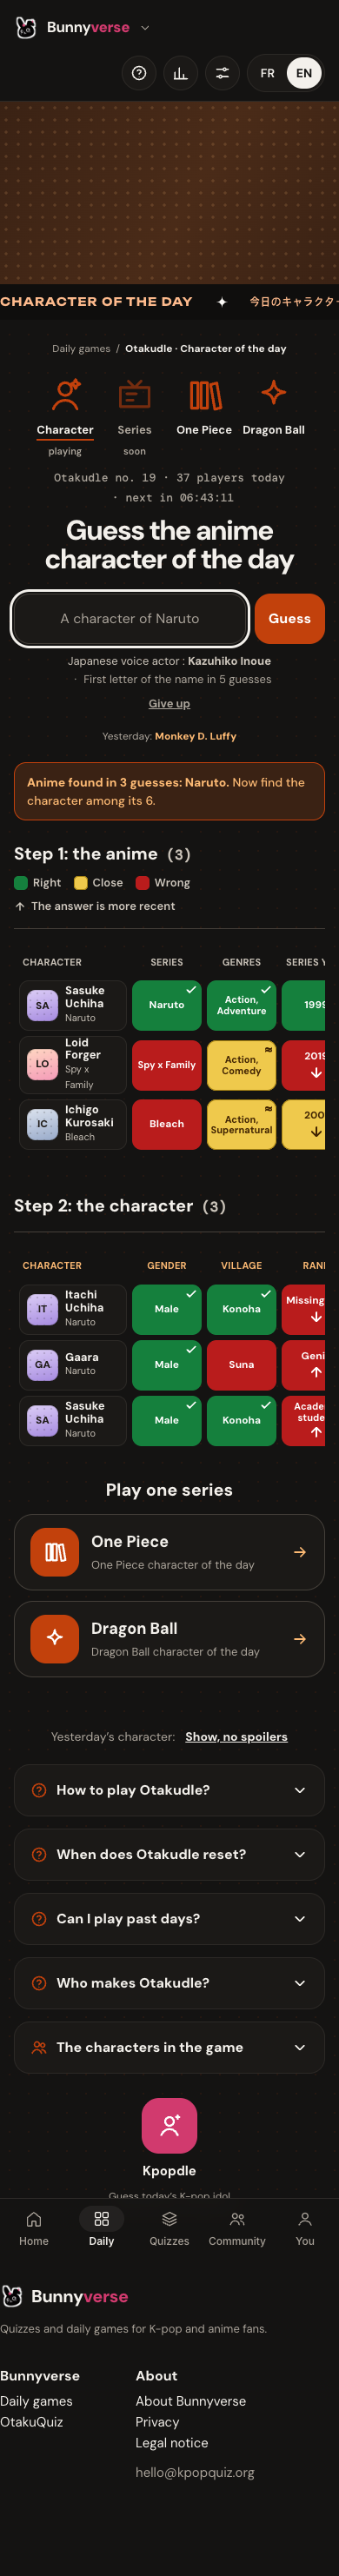 Bunnyverse
FR EN
CHARACTER OF THE DAY ✦ 今日のキャラクター
Daily games / Otakudle · Character of the day
Character Series One Piece Dragon Ball
playing soon
Otakudle no. 19 · 37 players today
· next in 06:43:11
Guess the anime
character of the day
A character of Naruto Guess
Japanese voice actor : Kazuhiko Inoue
· First letter of the name in 5 guesses
Give up
Yesterday: Monkey D. Luffy
Anime found in 3 guesses: Naruto. Now find the
character among its 6.
Step 1: the anime (3)
Right Close Wrong
↑ The answer is more recent
CHARACTER SERIES GENRES SERIES Y
SA Sasuke Uchiha Naruto Naruto Action, Adventure 1999
LO Loid Forger Spy x Family Spy x Family Action, Comedy 2019 ↓
IC Ichigo Kurosaki Bleach Bleach Action, Supernatural 200 ↓
Step 2: the character (3)
CHARACTER GENDER VILLAGE RAN
IT Itachi Uchiha Naruto Male Konoha Missing ↓
GA Gaara Naruto Male Suna Geni ↑
SA Sasuke Uchiha Naruto Male Konoha Acade stude ↑
Play one series
One Piece
One Piece character of the day →
Dragon Ball
Dragon Ball character of the day →
Yesterday's character: Show, no spoilers
How to play Otakudle?
When does Otakudle reset?
Can I play past days?
Who makes Otakudle?
The characters in the game
Kpopdle
Guess today's K-pop idol
Home Daily Quizzes Community You
Bunnyverse
Quizzes and daily games for K-pop and anime fans.
Bunnyverse About
Daily games About Bunnyverse
OtakuQuiz Privacy
Legal notice
hello@kpopquiz.org